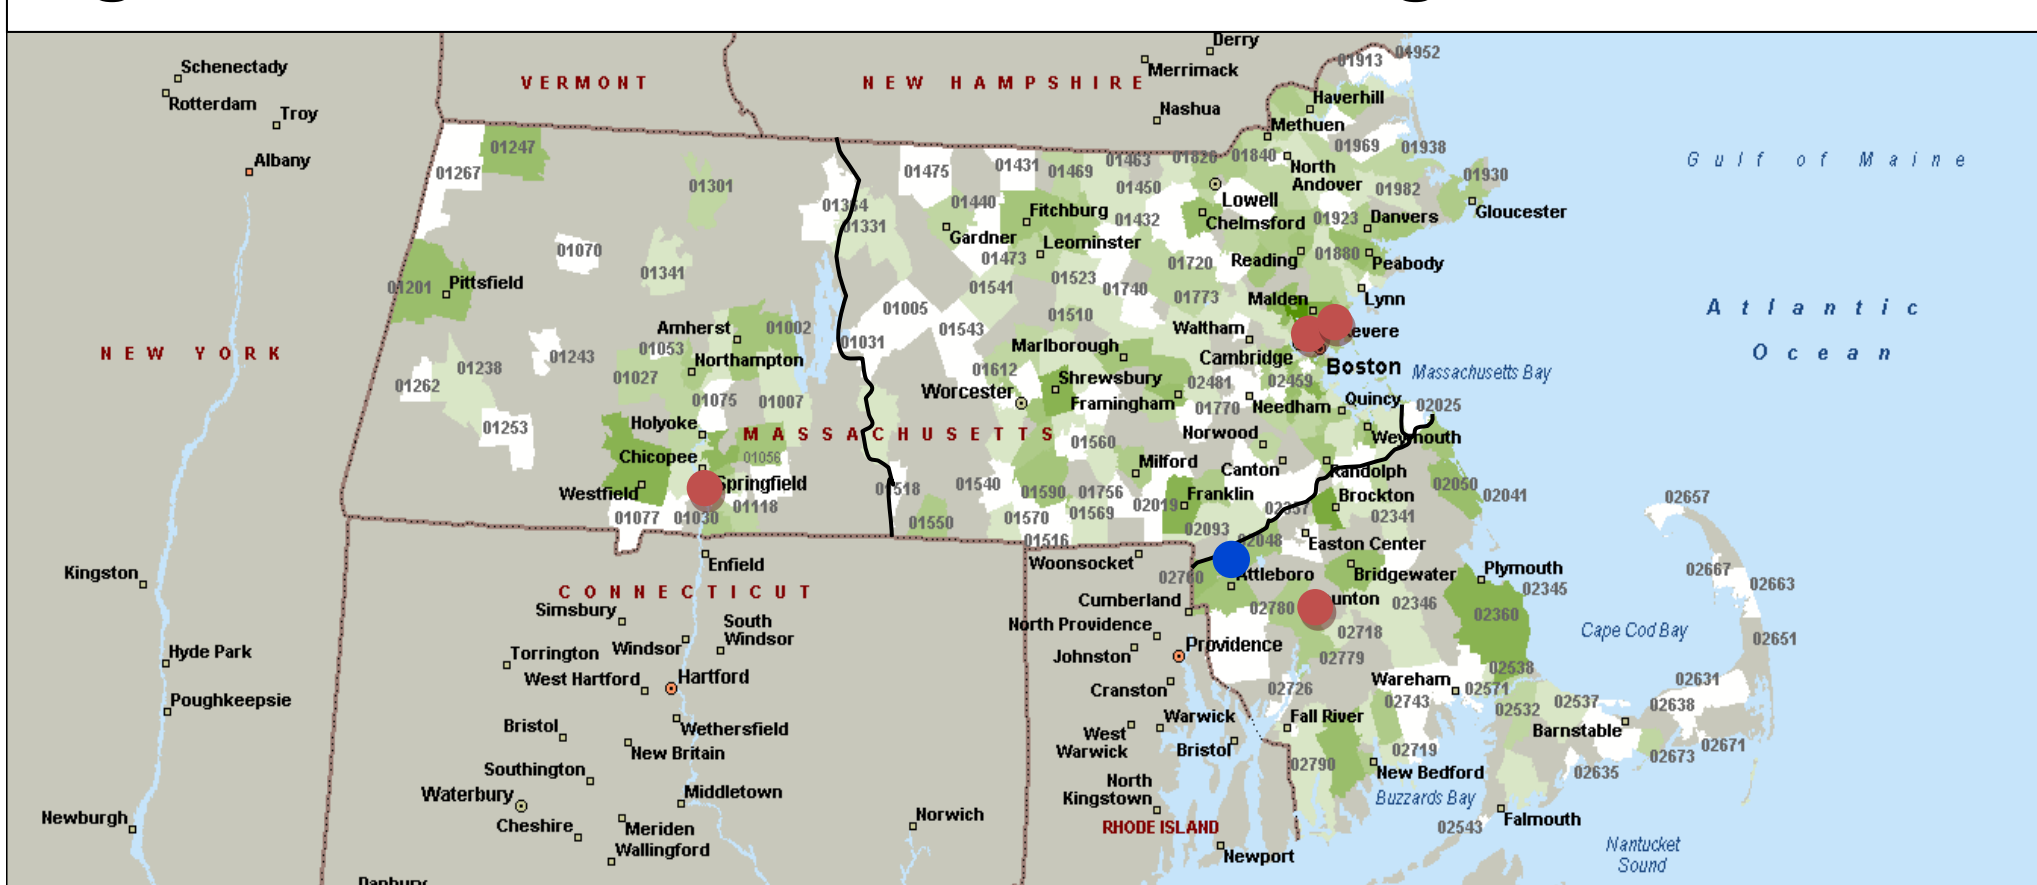 Derry
04952
01913
Schenectady
VERMONT
NEW HAMPSHIRE
Merrimack
Rotterdam
Haverhill
Troy
Nashua
Methuen
01247
01969
01938
Gulf of Maine
Albany
01267
01475
01431
01469
01463
01820
01840
North
Andover
01930
01301
01450
01982
01440
Lowell
01331
Fitchburg
01432
Chelmsford
01923
Danvers
Gloucester
Gardner
Leominster
01070
01473
01720
Reading
01880
Peabody
01341
01523
01201
Pittsfield
01541
01740
01773
Malden
Lynn
Atlantic
Ocean
01005
01510
Amherst
01002
01543
Waltham
evere
01031
Marlborough
NEW YORK
01053
Northampton
01243
Cambridge
Boston
Massachusetts Bay
01238
01612
01027
Shrewsbury
02481
02459
01262
Worcester
Framingham
01075
01007
01770
Needham
Quincy
02025
Holyoke
01253
MASSACHUSETTS
Norwood
Weymouth
01560
Chicopee
01056
Milford
Canton
Randolph
Springfield
01518
01540
01590
01756
Westfield
Franklin
Brockton
02050
02041
02657
01118
02019
01569
01077
01030
01550
01570
02093
02341
01516
02048
Easton Center
Enfield
Woonsocket
Attleboro
Bridgewater
Plymouth
Kingston
02760
02667
02663
02345
CONNECTICUT
Cumberland
02780
unton
02346
02360
Simsbury
South
Windsor
North Providence
02718
Cape Cod Bay
02651
Hyde Park
Torrington
Windsor
Johnston
Providence
02779
02538
West Hartford
Hartford
Cranston
02726
Wareham
02571
02631
Poughkeepsie
02743
02532
02537
02638
Bristol
Wethersfield
West
Warwick
Warwick
Fall River
Barnstable
New Britain
Bristol
02719
02673
02671
Southington
02790
New Bedford
02635
Waterbury
Middletown
North
Kingstown
Buzzards Bay
Newburgh
Cheshire
Meriden
Norwich
RHODE ISLAND
02543
Falmouth
Wallingford
Newport
Nantucket
Sound